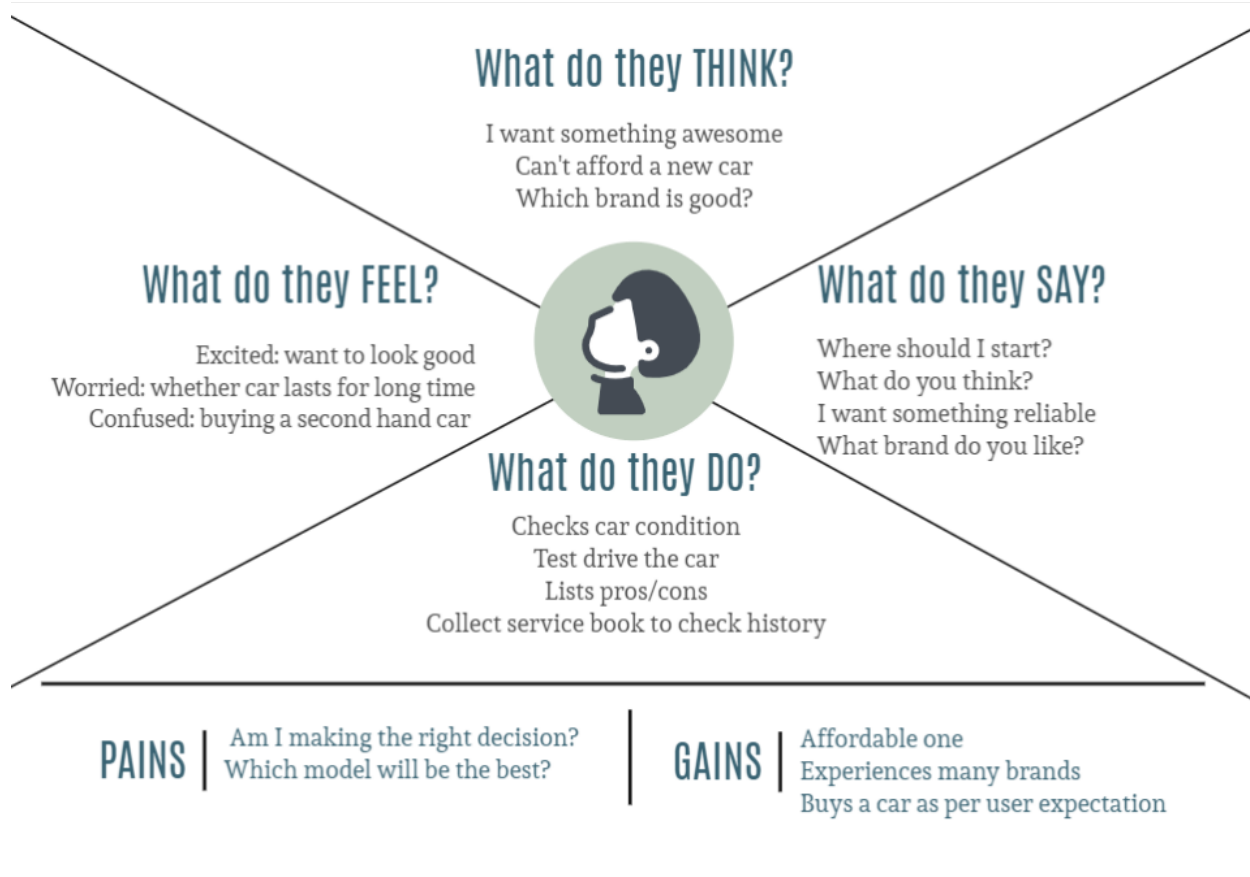 What do they THINK?
I want something awesome
Can't afford a new car
Which brand is good?
What do they FEEL?
Excited: want to look good
Worried: whether car lasts for long time
Confused: buying a second hand car
What do they SAY?
Where should I start?
What do you think?
I want something reliable
What brand do you like?
What do they DO?
Checks car condition
Test drive the car
Lists pros/cons
Collect service book to check history
PAINS
Am I making the right decision?
Which model will be the best?
GAINS
Affordable one
Experiences many brands
Buys a car as per user expectation